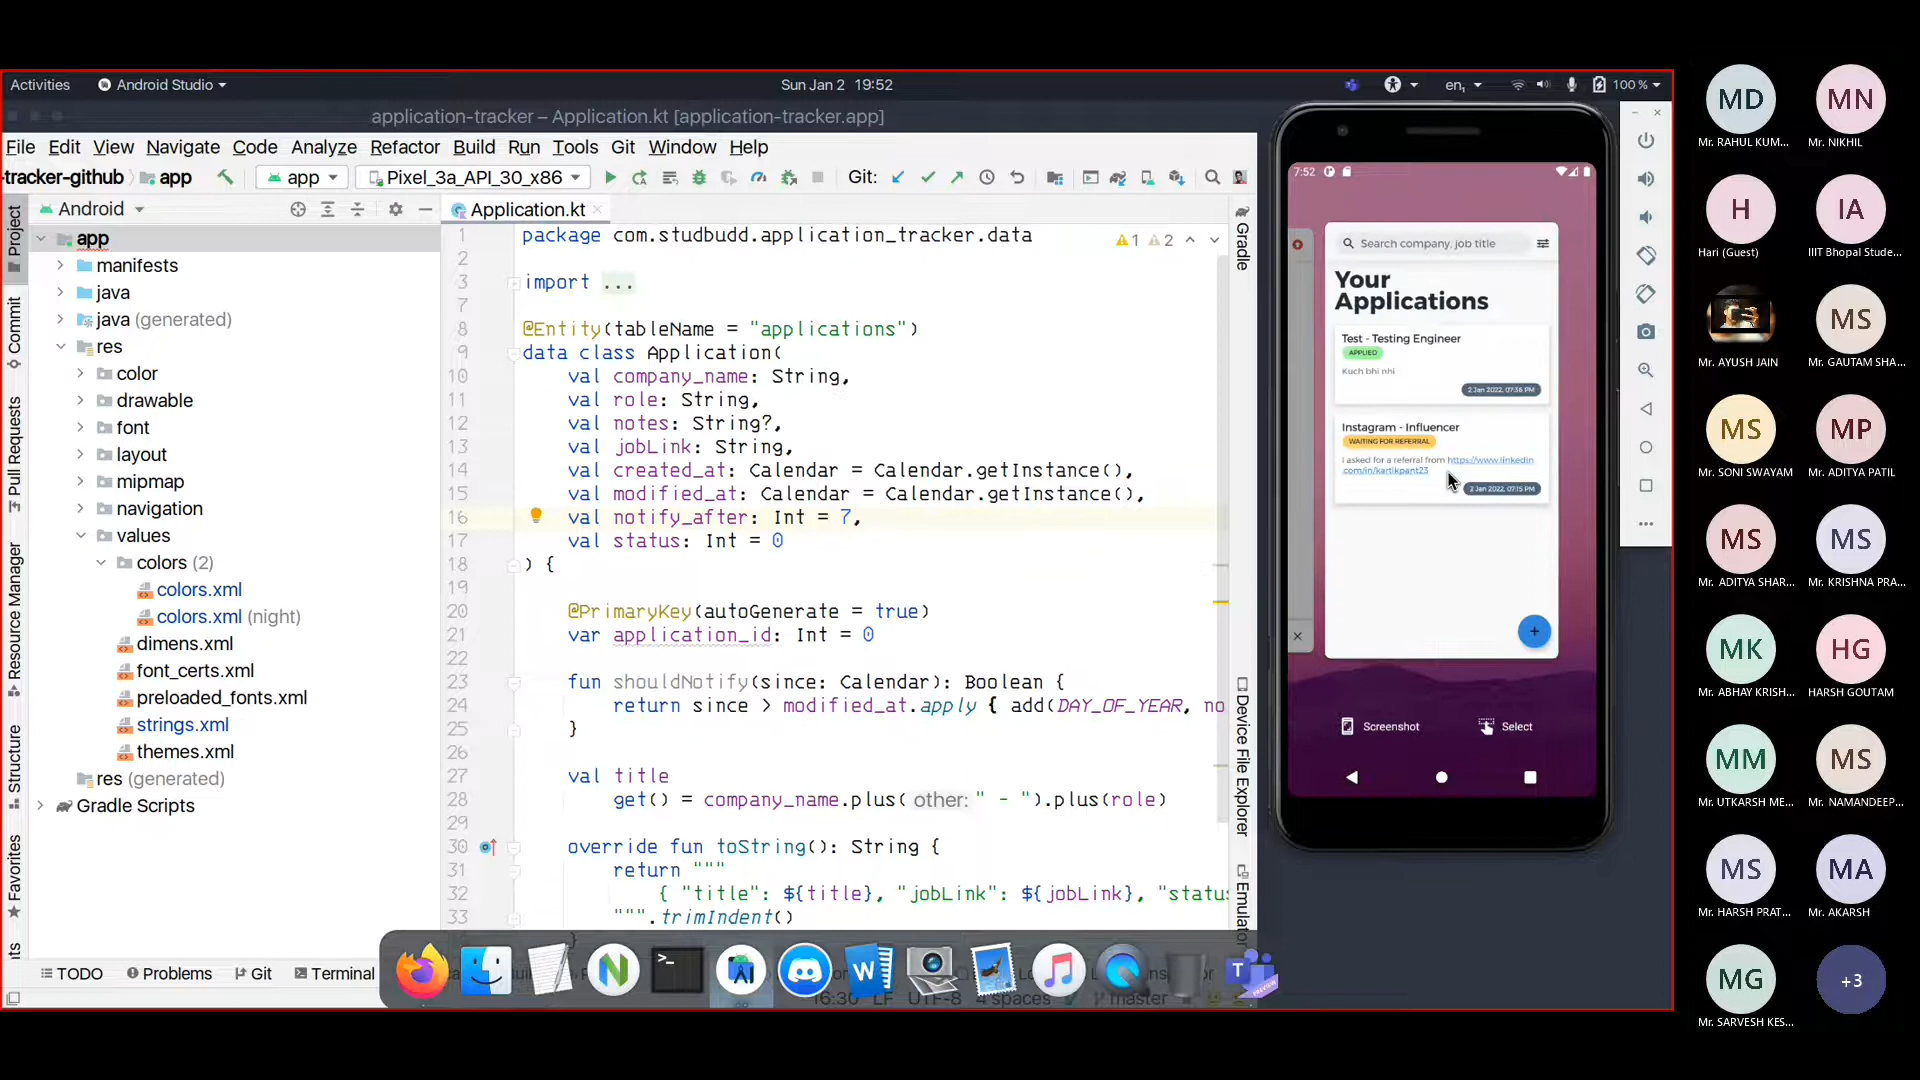 Activities
Android Studio
Sun Jan 2 19:52
en₁
100 %
application-tracker – Application.kt [application-tracker.app]
File Edit View Navigate Code Analyze Refactor Build Run Tools Git Window Help
-tracker-github
app
app
Pixel_3a_API_30_x86
Git:
Android
Application.kt
Project
Commit
Pull Requests
Resource Manager
Structure
Favorites
app
manifests
java
java (generated)
res
color
drawable
font
layout
mipmap
navigation
values
colors (2)
colors.xml
colors.xml (night)
dimens.xml
font_certs.xml
preloaded_fonts.xml
strings.xml
themes.xml
res (generated)
Gradle Scripts
1 package com.studbudd.application_tracker.data
1 2
2
3 import ...
7
8 @Entity(tableName = "applications")
9 data class Application(
10 val company_name: String,
11 val role: String,
12 val notes: String?,
13 val jobLink: String,
14 val created_at: Calendar = Calendar.getInstance(),
15 val modified_at: Calendar = Calendar.getInstance(),
16 val notify_after: Int = 7,
17 val status: Int = 0
18 ) {
19
20 @PrimaryKey(autoGenerate = true)
21 var application_id: Int = 0
22
23 fun shouldNotify(since: Calendar): Boolean {
24 return since > modified_at.apply { add(DAY_OF_YEAR, no
25 }
26
27 val title
28 get() = company_name.plus( other: " - ").plus(role)
29
30 override fun toString(): String {
31 return """
32 { "title": ${title}, "jobLink": ${jobLink}, "statu
33 """.trimIndent()
Gradle
Device File Explorer
Emulator
TODO
Problems
Git
Terminal
16:30 LF UTF-8 4 spaces master
7:52
Search company, job title
Your
Applications
Test - Testing Engineer
APPLIED
Kuch bhi nhi
2 Jan 2022, 07:36 PM
Instagram - Influencer
WAITING FOR REFERRAL
I asked for a referral from https://www.linkedin
.com/in/kartikpant23
2 Jan 2022, 07:15 PM
+
Screenshot
Select
MD
Mr. RAHUL KUM...
MN
Mr. NIKHIL
H
Hari (Guest)
IA
IIIT Bhopal Stude...
Mr. AYUSH JAIN
MS
Mr. GAUTAM SHA...
MS
Mr. SONI SWAYAM
MP
Mr. ADITYA PATIL
MS
Mr. ADITYA SHAR...
MS
Mr. KRISHNA PRA...
MK
Mr. ABHAY KRISH...
HG
HARSH GOUTAM
MM
Mr. UTKARSH ME...
MS
Mr. NAMANDEEP...
MS
Mr. HARSH PRAT...
MA
Mr. AKARSH
MG
Mr. SARVESH KES...
+3